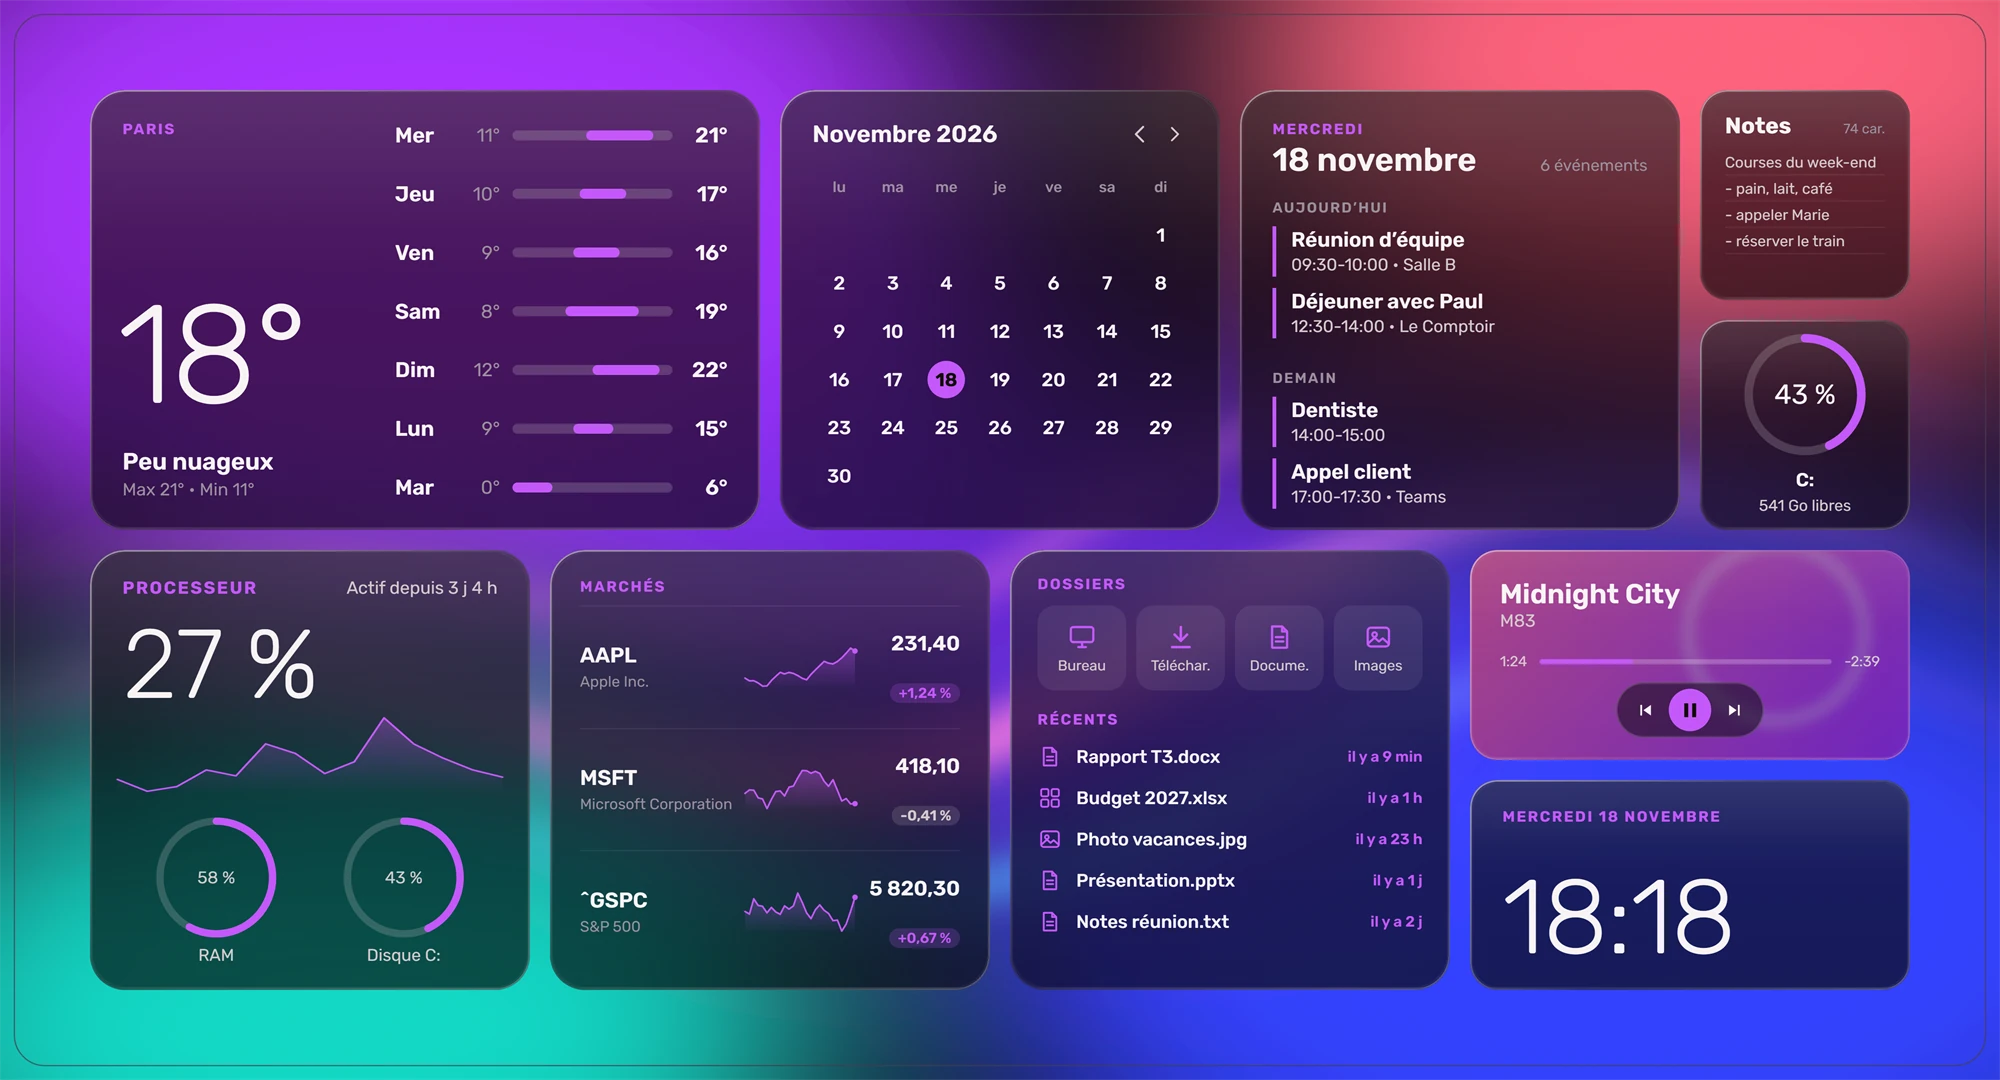 PARIS
18°
Peu nuageux
Max 21° • Min 11°
Mer 11° 21°
Jeu 10° 17°
Ven 9° 16°
Sam 8° 19°
Dim 12° 22°
Lun 9° 15°
Mar 0° 6°
Novembre 2026
lu ma me je ve sa di
1
2 3 4 5 6 7 8
9 10 11 12 13 14 15
16 17 18 19 20 21 22
23 24 25 26 27 28 29
30
MERCREDI
18 novembre 6 événements
AUJOURD’HUI
Réunion d’équipe
09:30-10:00 • Salle B
Déjeuner avec Paul
12:30-14:00 • Le Comptoir
DEMAIN
Dentiste
14:00-15:00
Appel client
17:00-17:30 • Teams
Notes 74 car.
Courses du week-end
- pain, lait, café
- appeler Marie
- réserver le train
43 %
C:
541 Go libres
PROCESSEUR Actif depuis 3 j 4 h
27 %
58 % 43 %
RAM Disque C:
MARCHÉS
AAPL 231,40
Apple Inc. +1,24 %
MSFT 418,10
Microsoft Corporation -0,41 %
^GSPC 5 820,30
S&P 500 +0,67 %
DOSSIERS
Bureau Téléchar. Docume. Images
RÉCENTS
Rapport T3.docx il y a 9 min
Budget 2027.xlsx il y a 1 h
Photo vacances.jpg il y a 23 h
Présentation.pptx il y a 1 j
Notes réunion.txt il y a 2 j
Midnight City
M83
1:24 -2:39
MERCREDI 18 NOVEMBRE
18:18